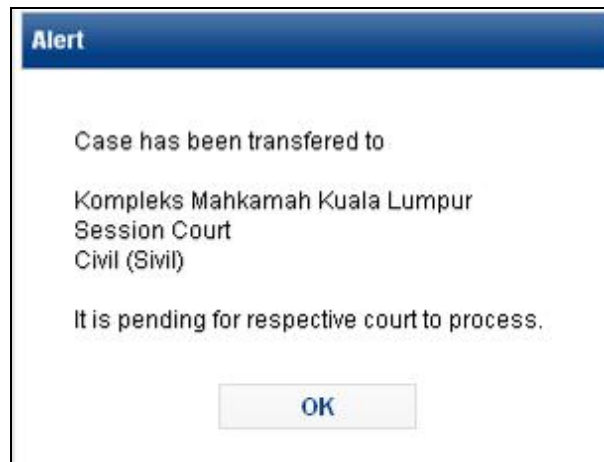 Alert
Case has been transfered to
Kompleks Mahkamah Kuala Lumpur
Session Court
Civil (Sivil)
It is pending for respective court to process.
OK